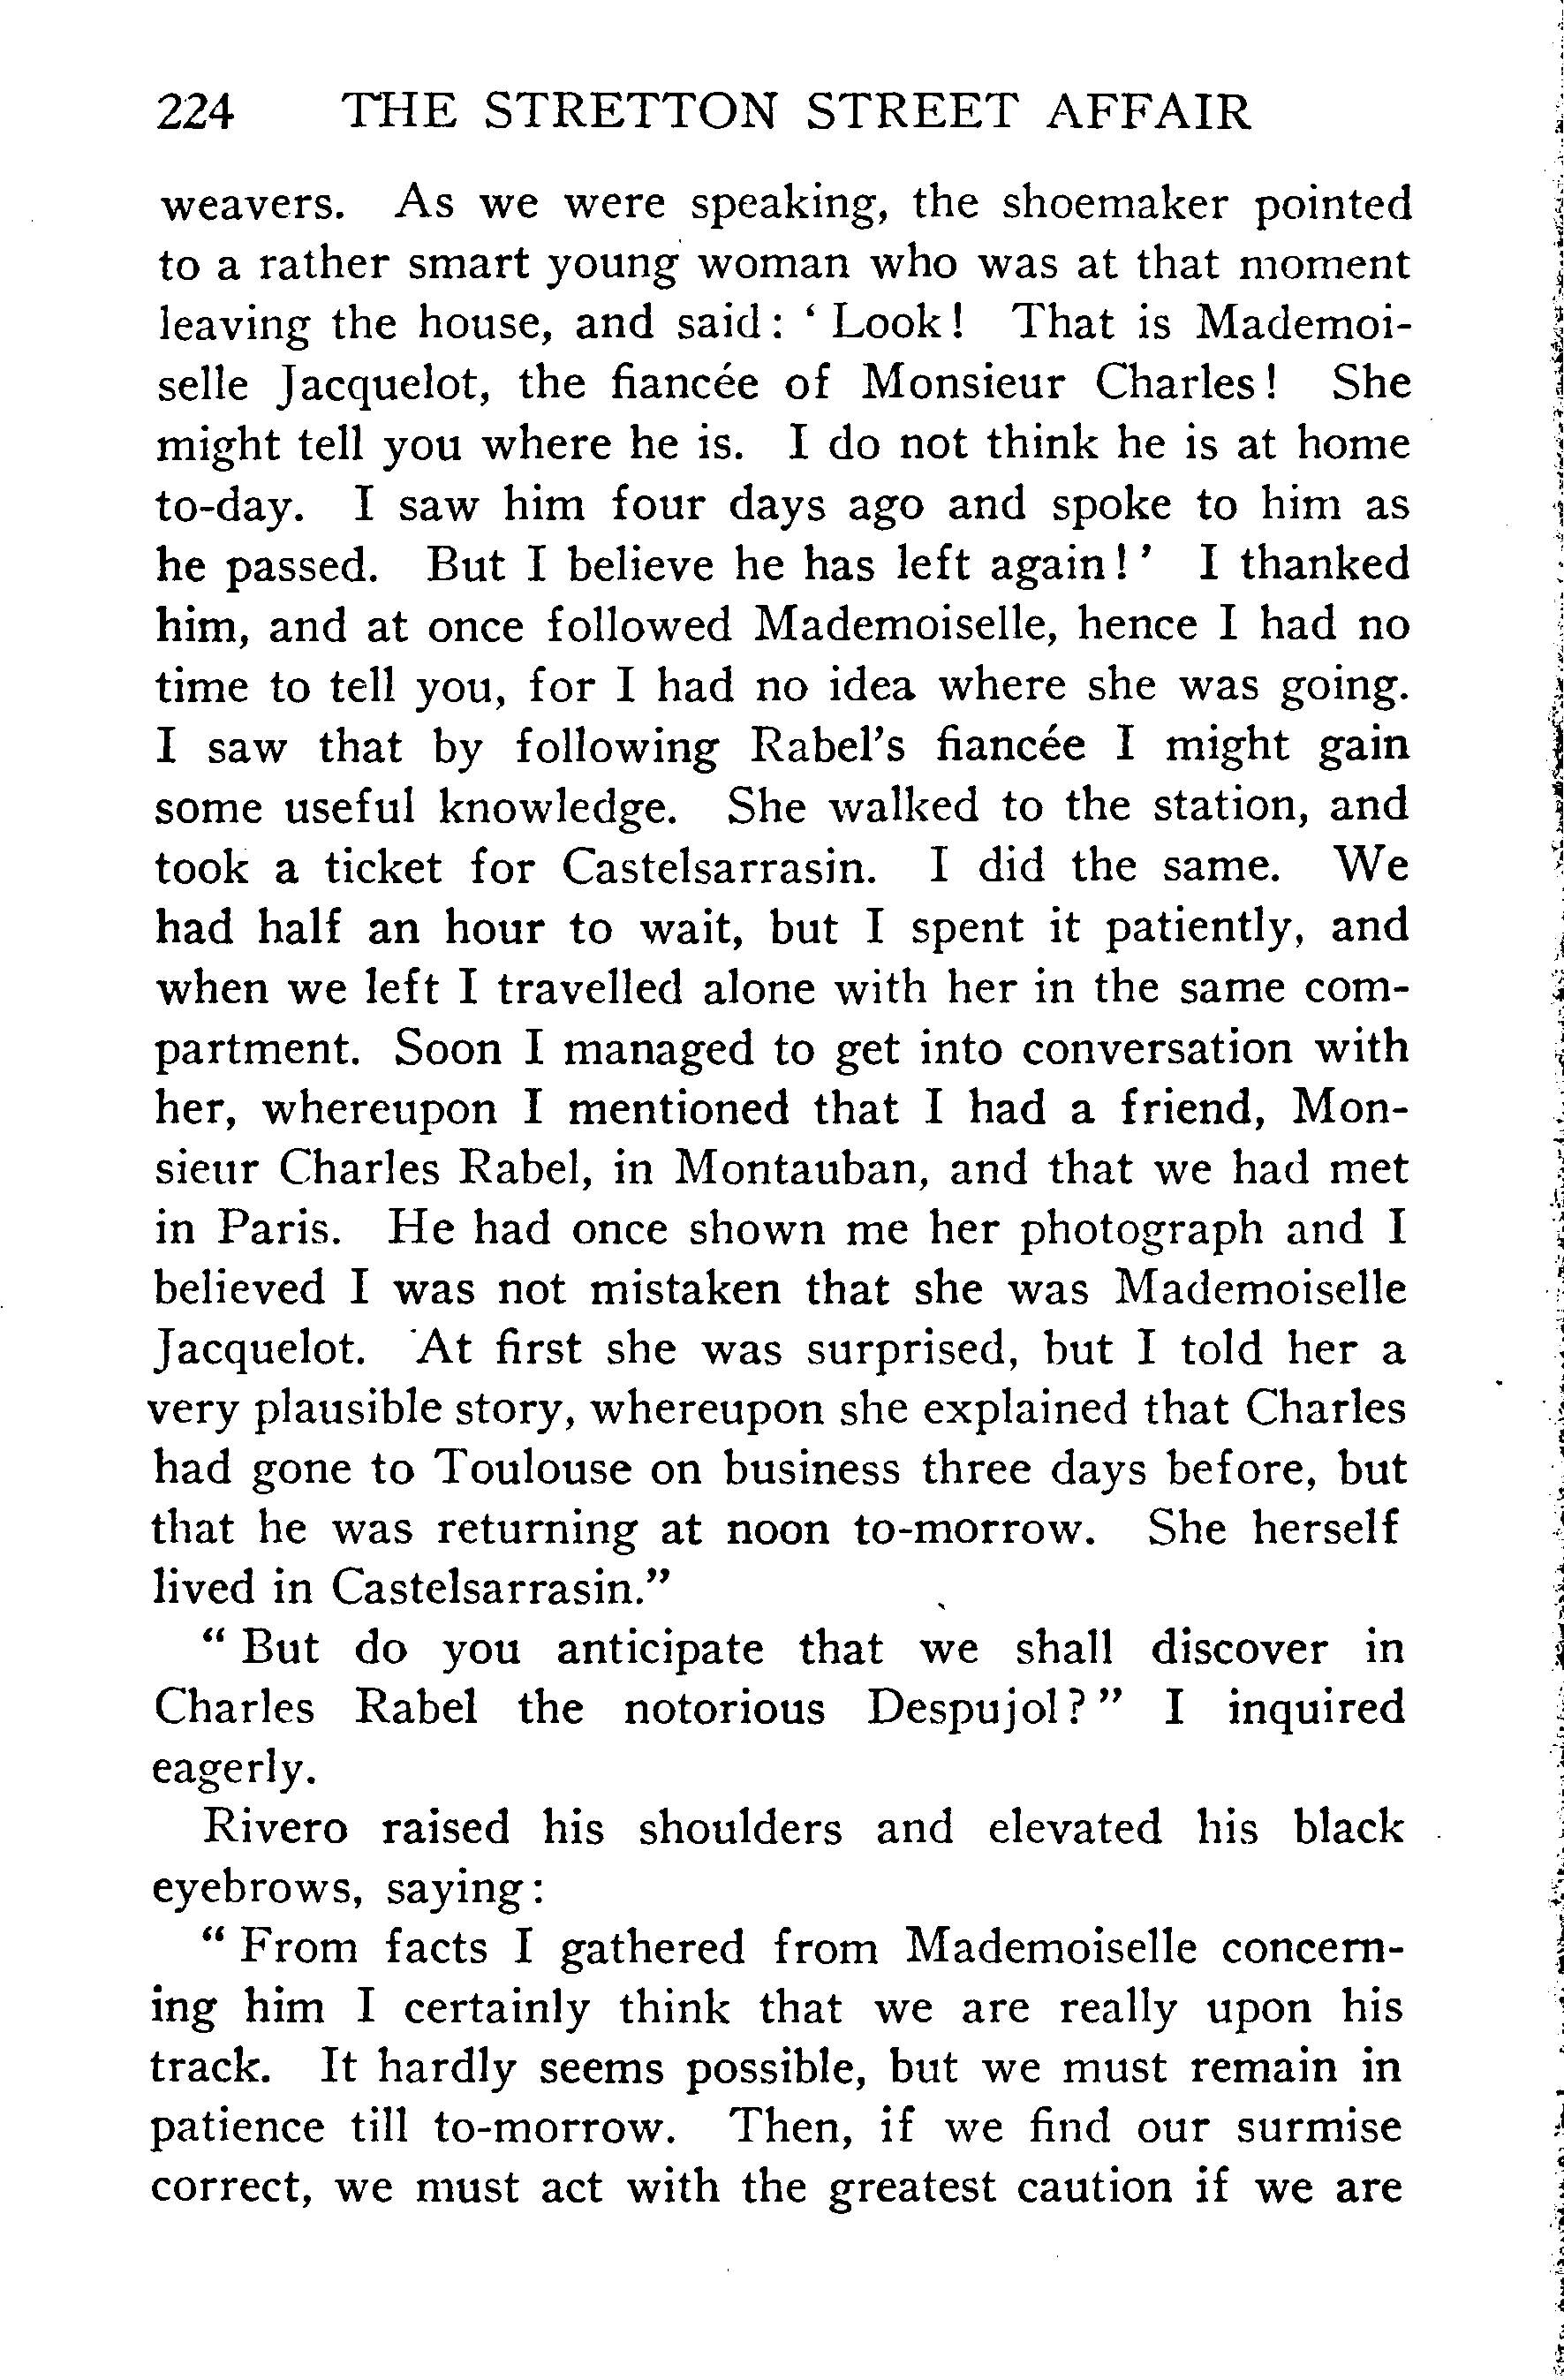 224 THE STRETTON STREET AFFAIR
weavers. As we were speaking, the shoemaker pointed
to a rather smart young woman who was at that moment
leaving the house, and said: ‘Look! That is Mademoi-
selle Jacquelot, the fiancée of Monsieur Charles! She
might tell you where he is. I do not think he is at home
to-day. I saw him four days ago and spoke to him as
he passed. But I believe he has left again!’ I thanked
him, and at once followed Mademoiselle, hence I had no
time to tell you, for I had no idea where she was going.
I saw that by following Rabel’s fiancée I might gain
some useful knowledge. She walked to the station, and
took a ticket for Castelsarrasin. I did the same. We
had half an hour to wait, but I spent it patiently, and
when we left I travelled alone with her in the same com-
partment. Soon I managed to get into conversation with
her, whereupon I mentioned that I had a friend, Mon-
sieur Charles Rabel, in Montauban, and that we had met
in Paris. He had once shown me her photograph and I
believed I was not mistaken that she was Mademoiselle
Jacquelot. At first she was surprised, but I told her a
very plausible story, whereupon she explained that Charles
had gone to Toulouse on business three days before, but
that he was returning at noon to-morrow. She herself
lived in Castelsarrasin.”
“But do you anticipate that we shall discover in
Charles Rabel the notorious Despujol?” I inquired
eagerly.
Rivero raised his shoulders and elevated his black
eyebrows, saying:
“From facts I gathered from Mademoiselle concern-
ing him I certainly think that we are really upon his
track. It hardly seems possible, but we must remain in
patience till to-morrow. Then, if we find our surmise
correct, we must act with the greatest caution if we are